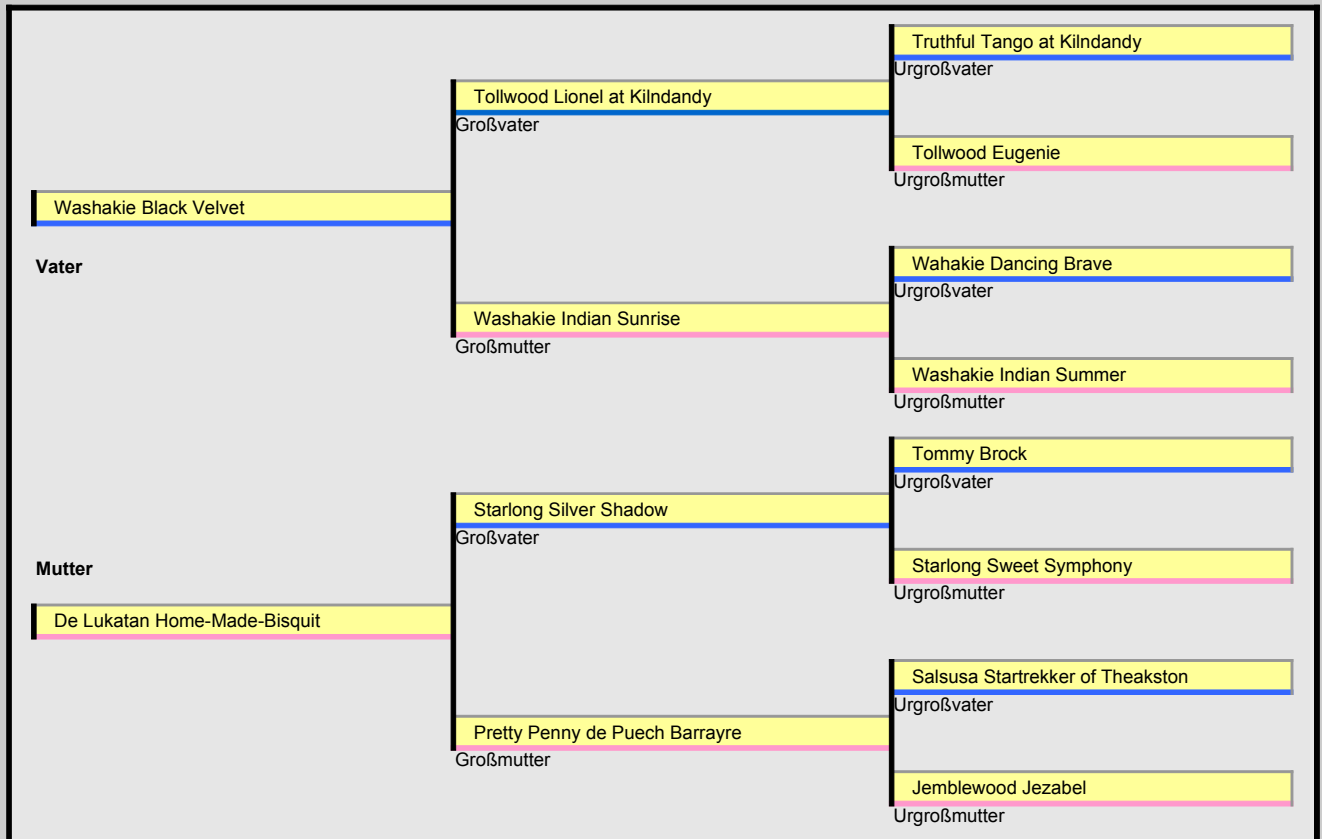 Truthful Tango at Kilndandy
Urgroßvater
Tollwood Lionel at Kilndandy
Großvater
Tollwood Eugenie
Urgroßmutter
Washakie Black Velvet
Vater
Wahakie Dancing Brave
Urgroßvater
Washakie Indian Sunrise
Großmutter
Washakie Indian Summer
Urgroßmutter
Tommy Brock
Urgroßvater
Starlong Silver Shadow
Großvater
Mutter
Starlong Sweet Symphony
Urgroßmutter
De Lukatan Home-Made-Bisquit
Salsusa Startrekker of Theakston
Urgroßvater
Pretty Penny de Puech Barrayre
Großmutter
Jemblewood Jezabel
Urgroßmutter